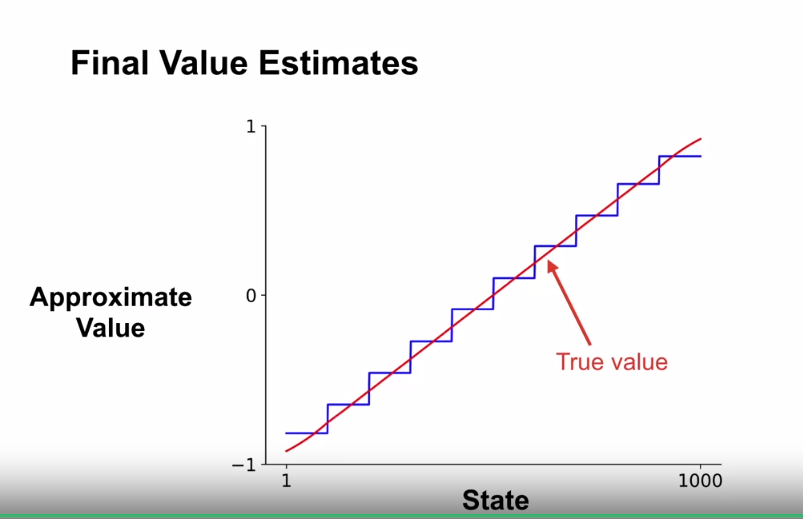 Final Value Estimates
1
0
−1
Approximate
Value
True value
1
1000
State